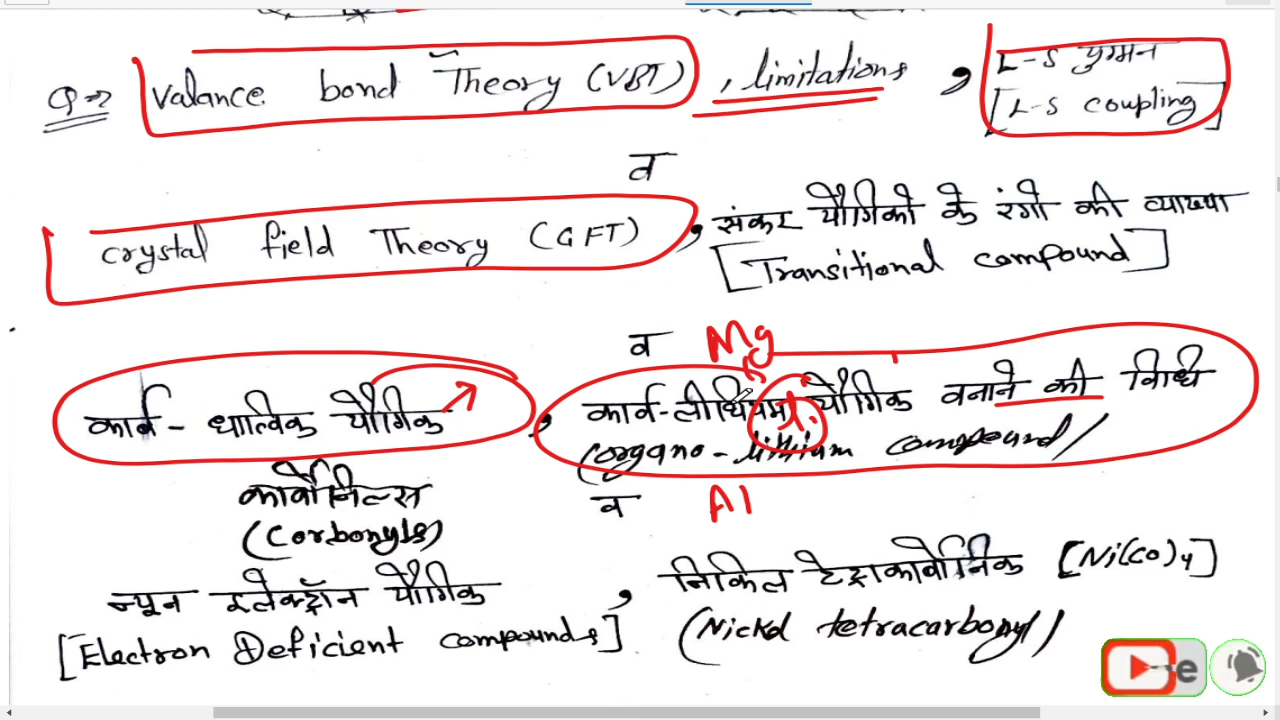 Q ⇒ Valance bond Theory (VBT), limitations, L-S युग्मन
[L-S coupling]
व
crystal field Theory (CFT), संकर यौगिको के रंगो की व्याख्या
[Transitional compound]
व Mg
कार्ब - धात्विक यौगिक, कार्ब-लीथियम यौगिक बनाने की विधि
(organo-lithium compound)
कार्बोनिल्स व Al
(Corbonyls)
न्यून इलेक्ट्रॉन यौगिक, निकिल टेट्राकार्बोनिक [Ni(CO)4]
[Electron Deficient compounds] (Nickel tetracarbonyl)